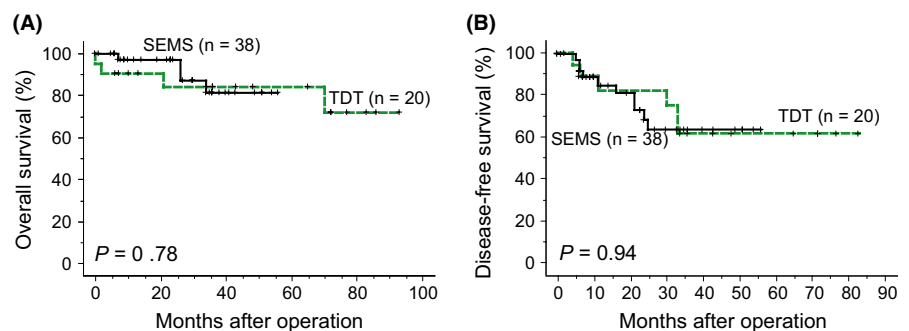 (A)
Overall survival (%)
100
80
60
80
20
0
SEMS (n = 38)
TDT (n = 20)
P = 0 .78
0 20 40 60 80 100
Months after operation
(B)
Disease-free survival (%)
100
80
60
80
20
0
SEMS (n = 38)
TDT (n = 20)
P = 0.94
0 10 20 30 40 50 60 70 80 90
Months after operation